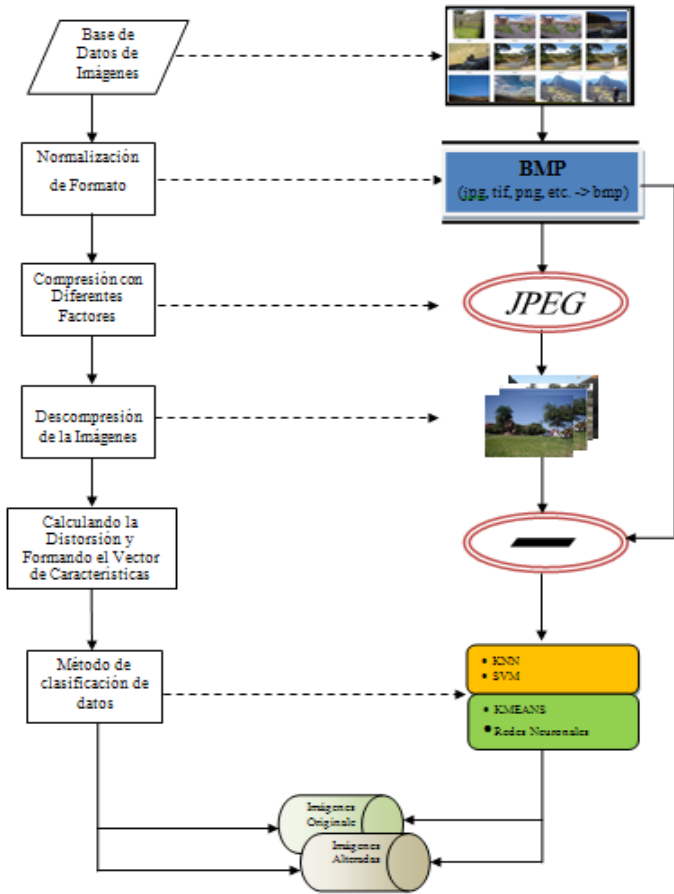 Base de
Datos de
Imágenes
Normalización
de Formato
BMP
(jpg, tif, png, etc. -> bmp)
Compresión con
Diferentes
Factores
JPEG
Descompresión
de la Imágenes
Calculando la
Distorsión y
Formando el Vector
de Características
Método de
clasificación de
datos
• KNN
• SVM
• KMEANS
• Redes Neuronales
Imágenes
Originale
Imágenes
Alteradas